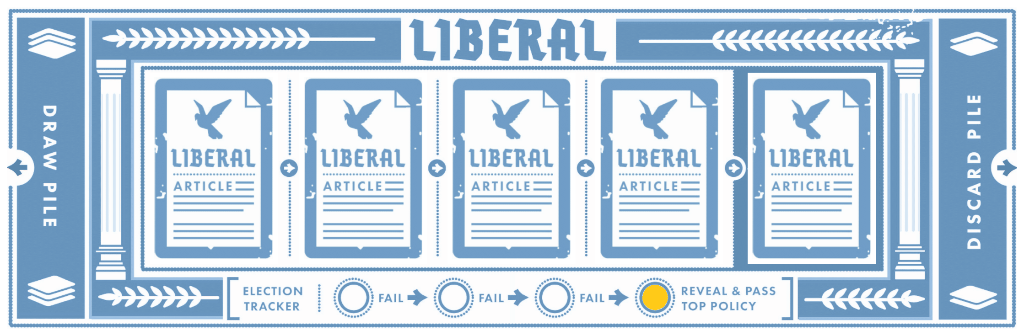 LIBERAL
DRAW PILE
LIBERAL
ARTICLE
LIBERAL
ARTICLE
LIBERAL
ARTICLE
LIBERAL
ARTICLE
LIBERAL
ARTICLE
DISCARD PILE
ELECTION
TRACKER
FAIL
FAIL
FAIL
REVEAL & PASS
TOP POLICY